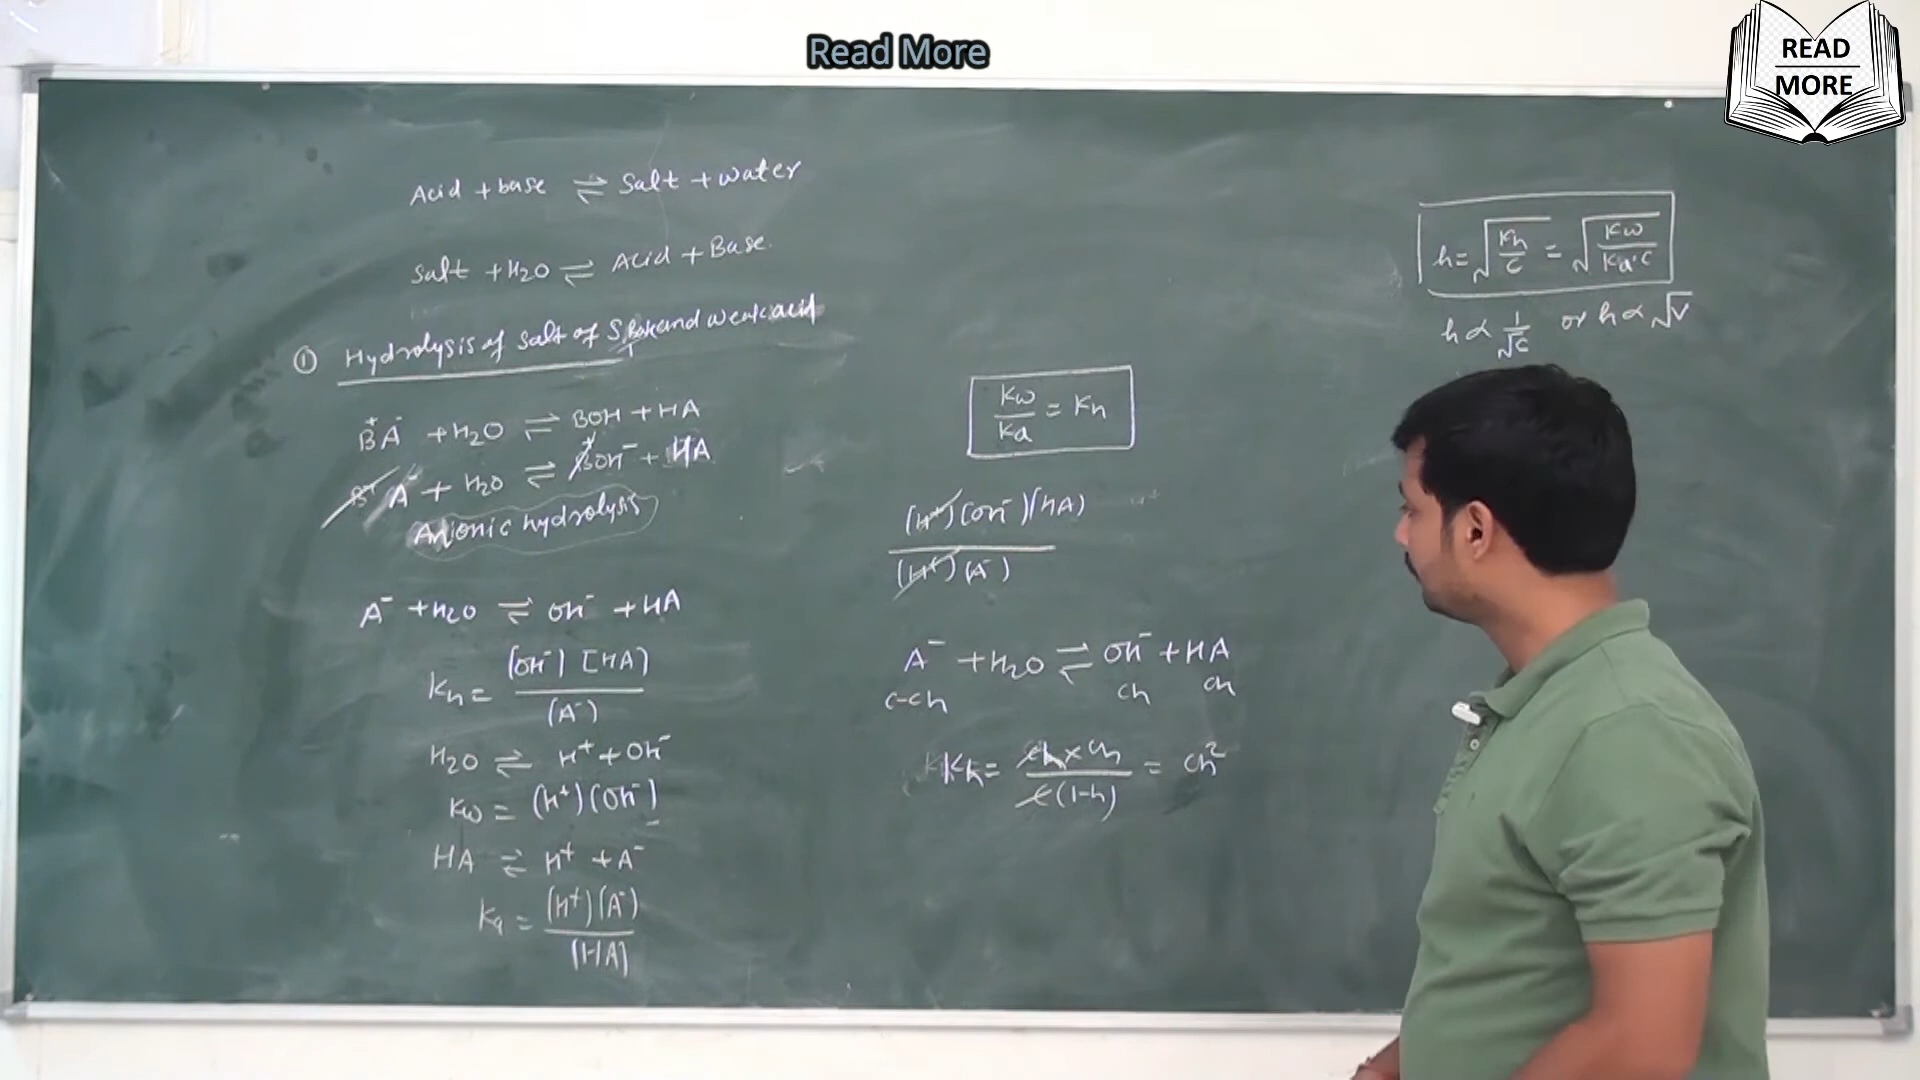 Read More
READ
MORE
Acid + base ⇌ Salt + water
Salt + H2O ⇌ Acid + Base.
① Hydrolysis of Salt of S Base and weak acid
B⁺A⁻ + H2O ⇌ BOH + HA
B⁺ A⁻ + H2O ⇌ B⁺OH⁻ + HA
Anionic hydrolysis
A⁻ + H2O ⇌ OH⁻ + HA
Kh = (OH⁻) [HA] / (A⁻)
H2O ⇌ H⁺ + OH⁻
Kw = (H⁺)(OH⁻)
HA ⇌ H⁺ + A⁻
Ka = (H⁺)(A⁻) / (HA)
Kw / Ka = Kh
(H⁺)(OH⁻)(HA) / (H⁺)(A⁻)
A⁻ + H2O ⇌ OH⁻ + HA
c-ch ch ch
Kh = ch × ch / c(1-h) = ch²
h = √(Kh / C) = √(Kw / Ka·C)
h ∝ 1/√C or h ∝ √V